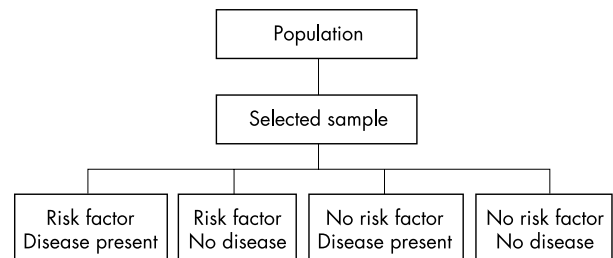 Population
Selected sample
Risk factor
Disease present
Risk factor
No disease
No risk factor
Disease present
No risk factor
No disease